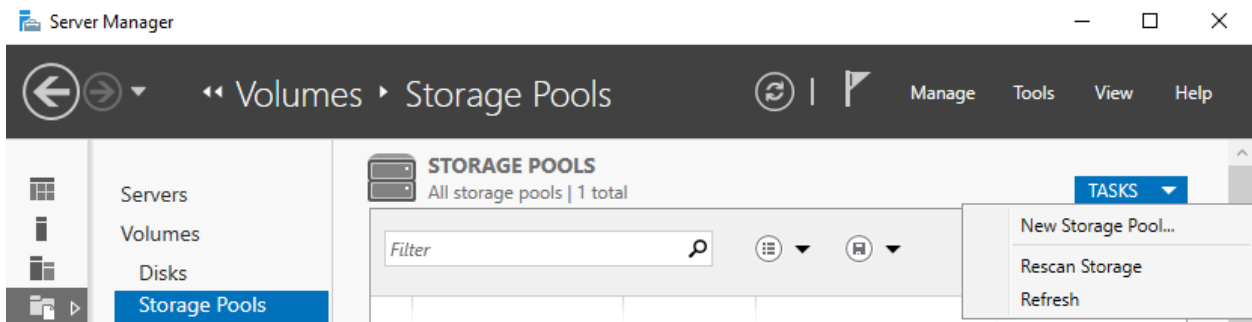 Server Manager
Volumes Storage Pools
Manage Tools View Help
STORAGE POOLS
All storage pools | 1 total
TASKS
Servers
Volumes
Disks
Storage Pools
Filter
New Storage Pool...
Rescan Storage
Refresh